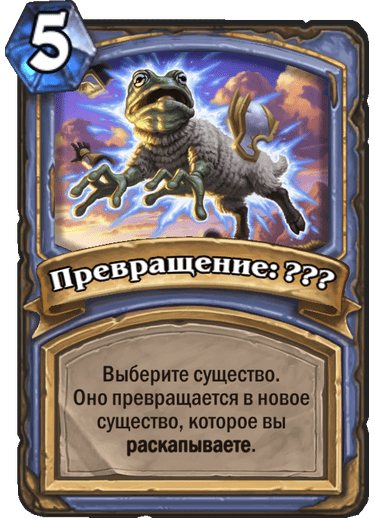 5
Превращение: ???
Выберите существо.
Оно превращается в новое
существо, которое вы
раскапываете.